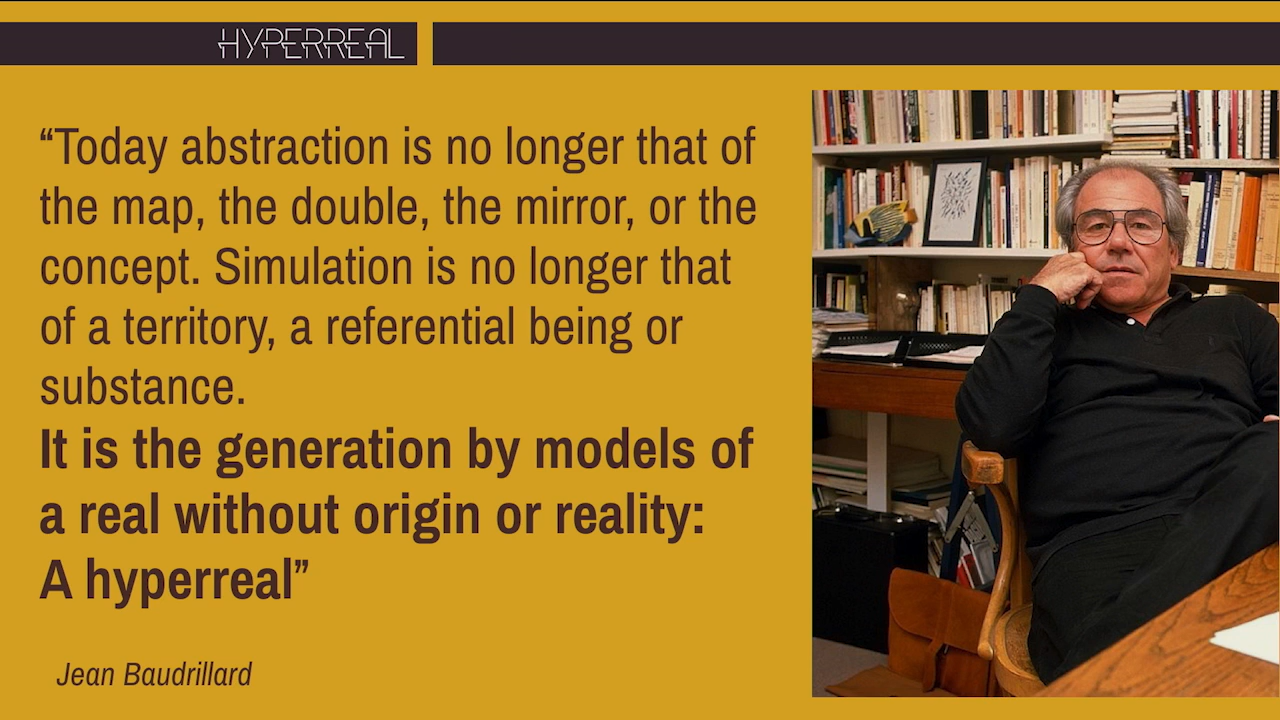 HYPERREAL
“Today abstraction is no longer that of
the map, the double, the mirror, or the
concept. Simulation is no longer that
of a territory, a referential being or
substance.
It is the generation by models of
a real without origin or reality:
A hyperreal”
Jean Baudrillard